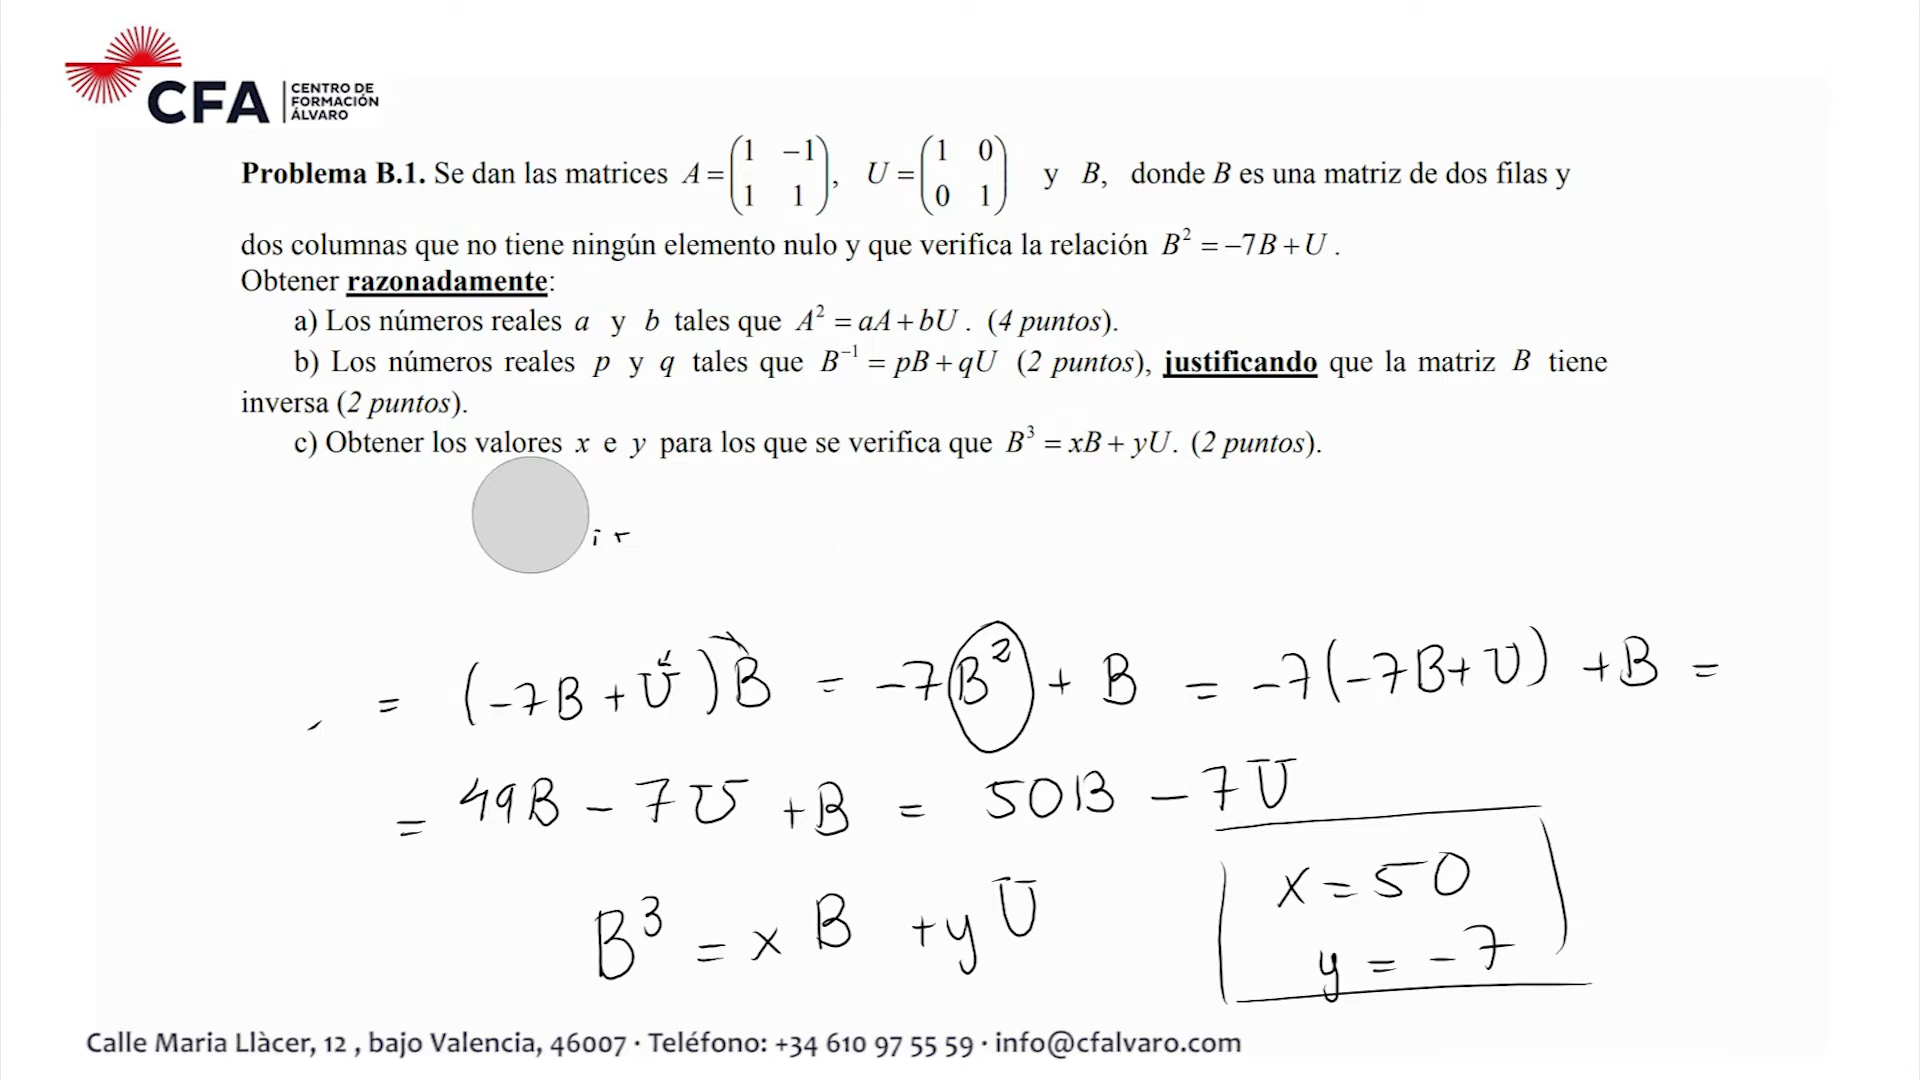 CFA
CENTRO DE
FORMACIÓN
ÁLVARO
Problema B.1. Se dan las matrices A = (1 −1; 1 1), U = (1 0; 0 1) y B, donde B es una matriz de dos filas y
dos columnas que no tiene ningún elemento nulo y que verifica la relación B² = −7B + U.
Obtener razonadamente:
a) Los números reales a y b tales que A² = aA + bU. (4 puntos).
b) Los números reales p y q tales que B⁻¹ = pB + qU (2 puntos), justificando que la matriz B tiene
inversa (2 puntos).
c) Obtener los valores x e y para los que se verifica que B³ = xB + yU. (2 puntos).
= (−7B + U)B = −7B² + B = −7(−7B + U) + B =
= 49B − 7U + B = 50B − 7U
B³ = x B + y U
x = 50
y = −7
Calle Maria Llàcer, 12 , bajo Valencia, 46007 · Teléfono: +34 610 97 55 59 · info@cfalvaro.com